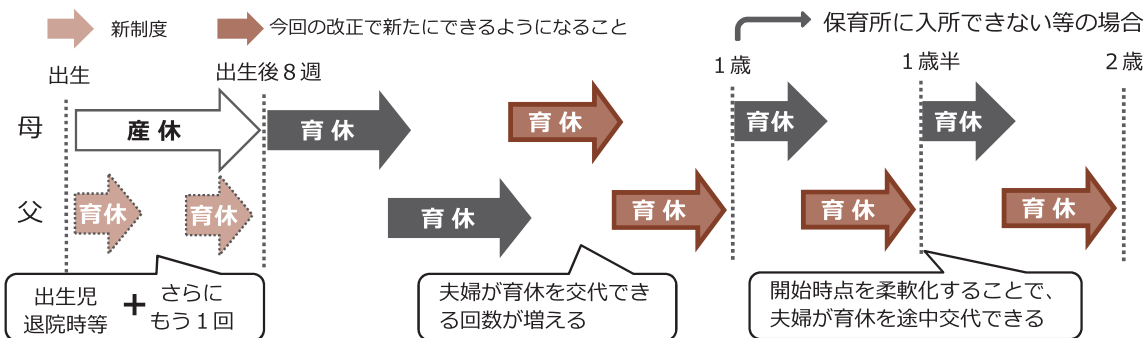 新制度
今回の改正で新たにできるようになること
保育所に入所できない等の場合
出生
出生後８週
１歳
１歳半
２歳
母
産休
育休
育休
育休
育休
父
育休
育休
育休
育休
育休
育休
出生児
退院時等
+
さらに
もう１回
夫婦が育休を交代でき
る回数が増える
開始時点を柔軟化することで、
夫婦が育休を途中交代できる